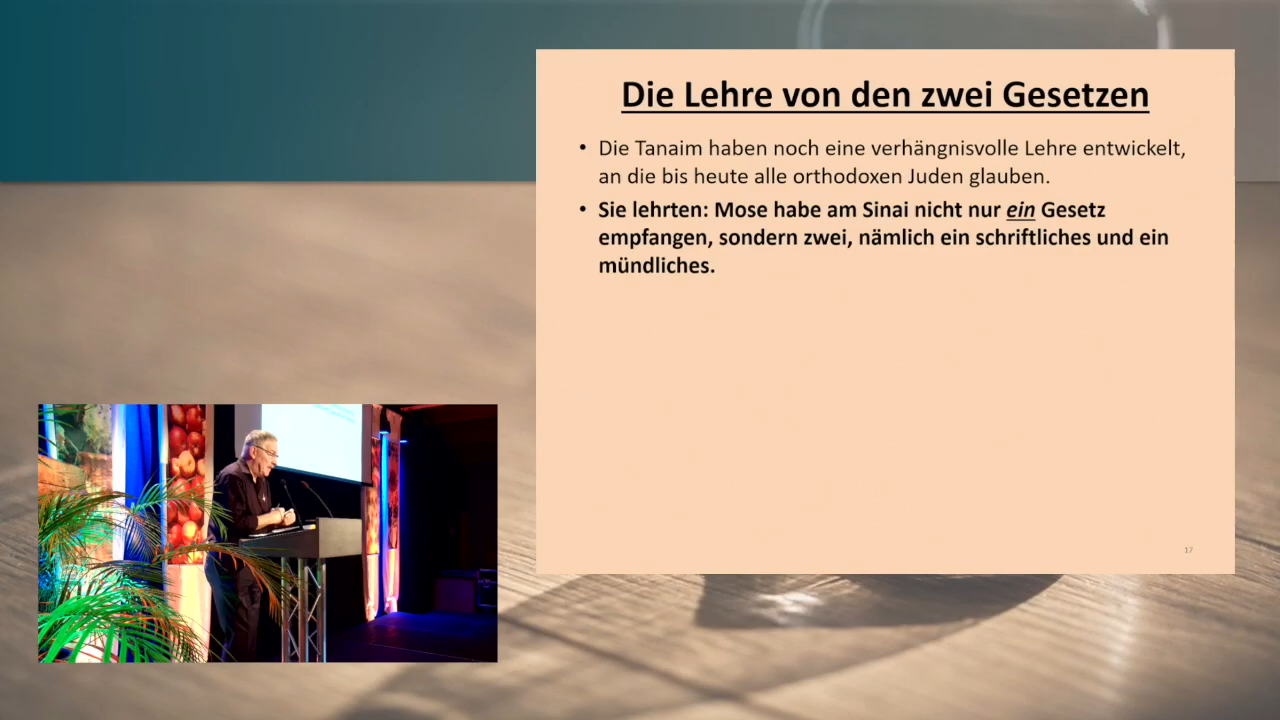 Die Lehre von den zwei Gesetzen
• Die Tanaim haben noch eine verhängnisvolle Lehre entwickelt,
an die bis heute alle orthodoxen Juden glauben.
• Sie lehrten: Mose habe am Sinai nicht nur ein Gesetz
empfangen, sondern zwei, nämlich ein schriftliches und ein
mündliches.
17